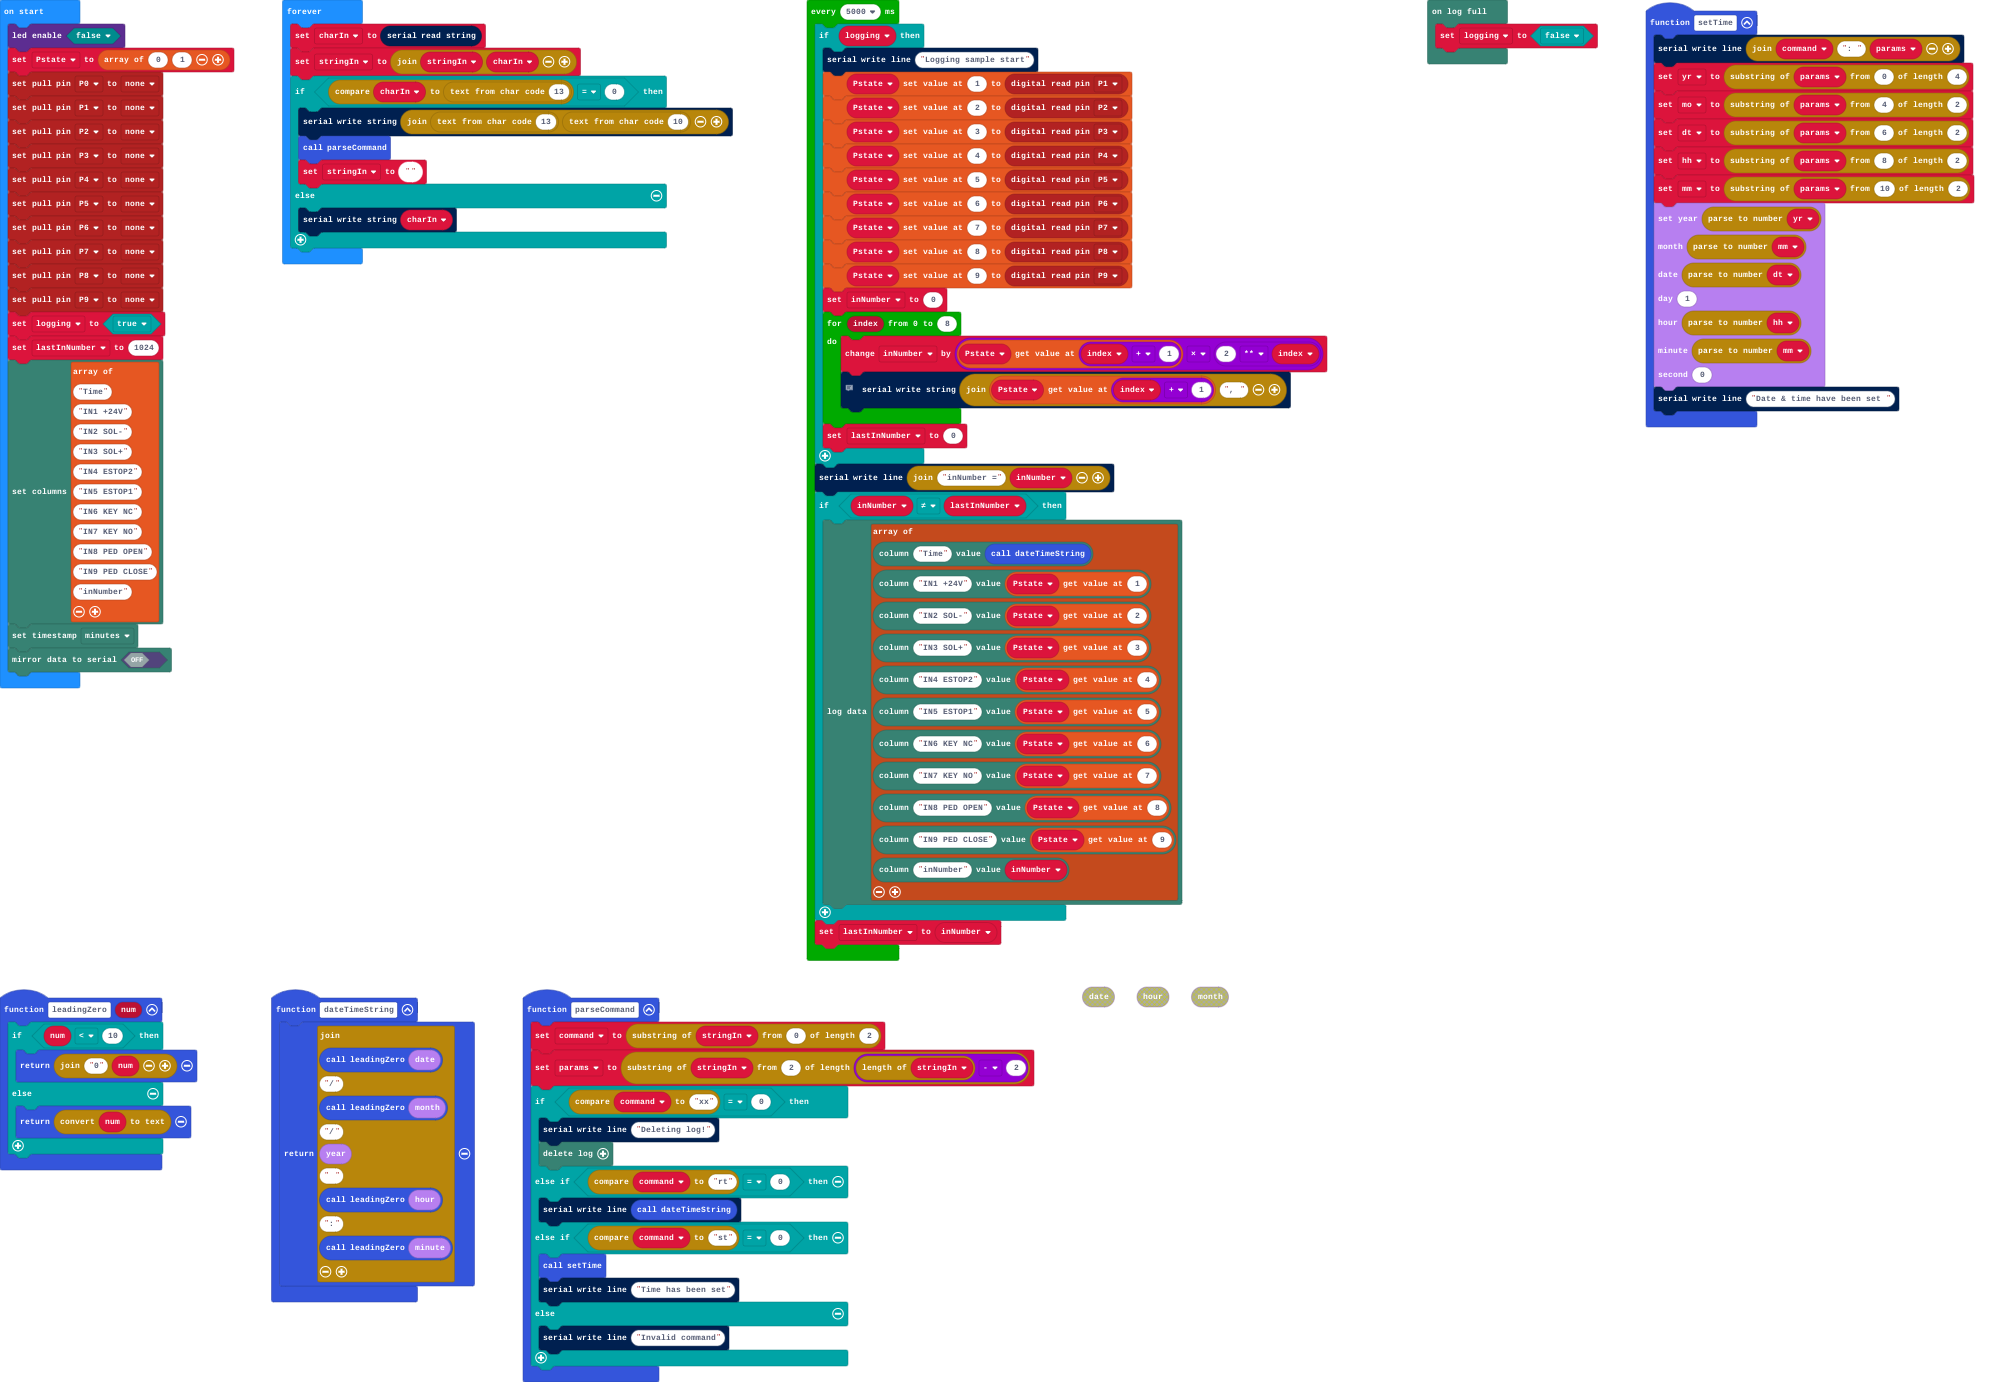 on start
led enable false
set Pstate to array of 0 1
set pull pin P0 to none
set pull pin P1 to none
set pull pin P2 to none
set pull pin P3 to none
set pull pin P4 to none
set pull pin P5 to none
set pull pin P6 to none
set pull pin P7 to none
set pull pin P8 to none
set pull pin P9 to none
set logging to true
set lastInNumber to 1024
set columns
array of
"Time"
"IN1 +24V"
"IN2 SOL-"
"IN3 SOL+"
"IN4 ESTOP2"
"IN5 ESTOP1"
"IN6 KEY NC"
"IN7 KEY NO"
"IN8 PED OPEN"
"IN9 PED CLOSE"
"inNumber"
set timestamp minutes
mirror data to serial OFF
forever
set charIn to serial read string
set stringIn to join stringIn charIn
if compare charIn to text from char code 13 = 0 then
serial write string join text from char code 13 text from char code 10
call parseCommand
set stringIn to ""
else
serial write string charIn
every 5000 ms
if logging then
serial write line "Logging sample start"
Pstate set value at 1 to digital read pin P1
Pstate set value at 2 to digital read pin P2
Pstate set value at 3 to digital read pin P3
Pstate set value at 4 to digital read pin P4
Pstate set value at 5 to digital read pin P5
Pstate set value at 6 to digital read pin P6
Pstate set value at 7 to digital read pin P7
Pstate set value at 8 to digital read pin P8
Pstate set value at 9 to digital read pin P9
set inNumber to 0
for index from 0 to 8
do
change inNumber by Pstate get value at index + 1 × 2 ** index
serial write string join Pstate get value at index + 1 ", "
set lastInNumber to 0
serial write line join "inNumber =" inNumber
if inNumber ≠ lastInNumber then
log data
array of
column "Time" value call dateTimeString
column "IN1 +24V" value Pstate get value at 1
column "IN2 SOL-" value Pstate get value at 2
column "IN3 SOL+" value Pstate get value at 3
column "IN4 ESTOP2" value Pstate get value at 4
column "IN5 ESTOP1" value Pstate get value at 5
column "IN6 KEY NC" value Pstate get value at 6
column "IN7 KEY NO" value Pstate get value at 7
column "IN8 PED OPEN" value Pstate get value at 8
column "IN9 PED CLOSE" value Pstate get value at 9
column "inNumber" value inNumber
set lastInNumber to inNumber
on log full
set logging to false
function setTime
serial write line join command ": " params
set yr to substring of params from 0 of length 4
set mo to substring of params from 4 of length 2
set dt to substring of params from 6 of length 2
set hh to substring of params from 8 of length 2
set mm to substring of params from 10 of length 2
set year parse to number yr
month parse to number mm
date parse to number dt
day 1
hour parse to number hh
minute parse to number mm
second 0
serial write line "Date & time have been set "
function leadingZero num
if num < 10 then
return join "0" num
else
return convert num to text
function dateTimeString
return
join
call leadingZero date
"/"
call leadingZero month
"/"
year
" "
call leadingZero hour
":"
call leadingZero minute
function parseCommand
set command to substring of stringIn from 0 of length 2
set params to substring of stringIn from 2 of length length of stringIn - 2
if compare command to "xx" = 0 then
serial write line "Deleting log!"
delete log
else if compare command to "rt" = 0 then
serial write line call dateTimeString
else if compare command to "st" = 0 then
call setTime
serial write line "Time has been set"
else
serial write line "Invalid command"
date hour month